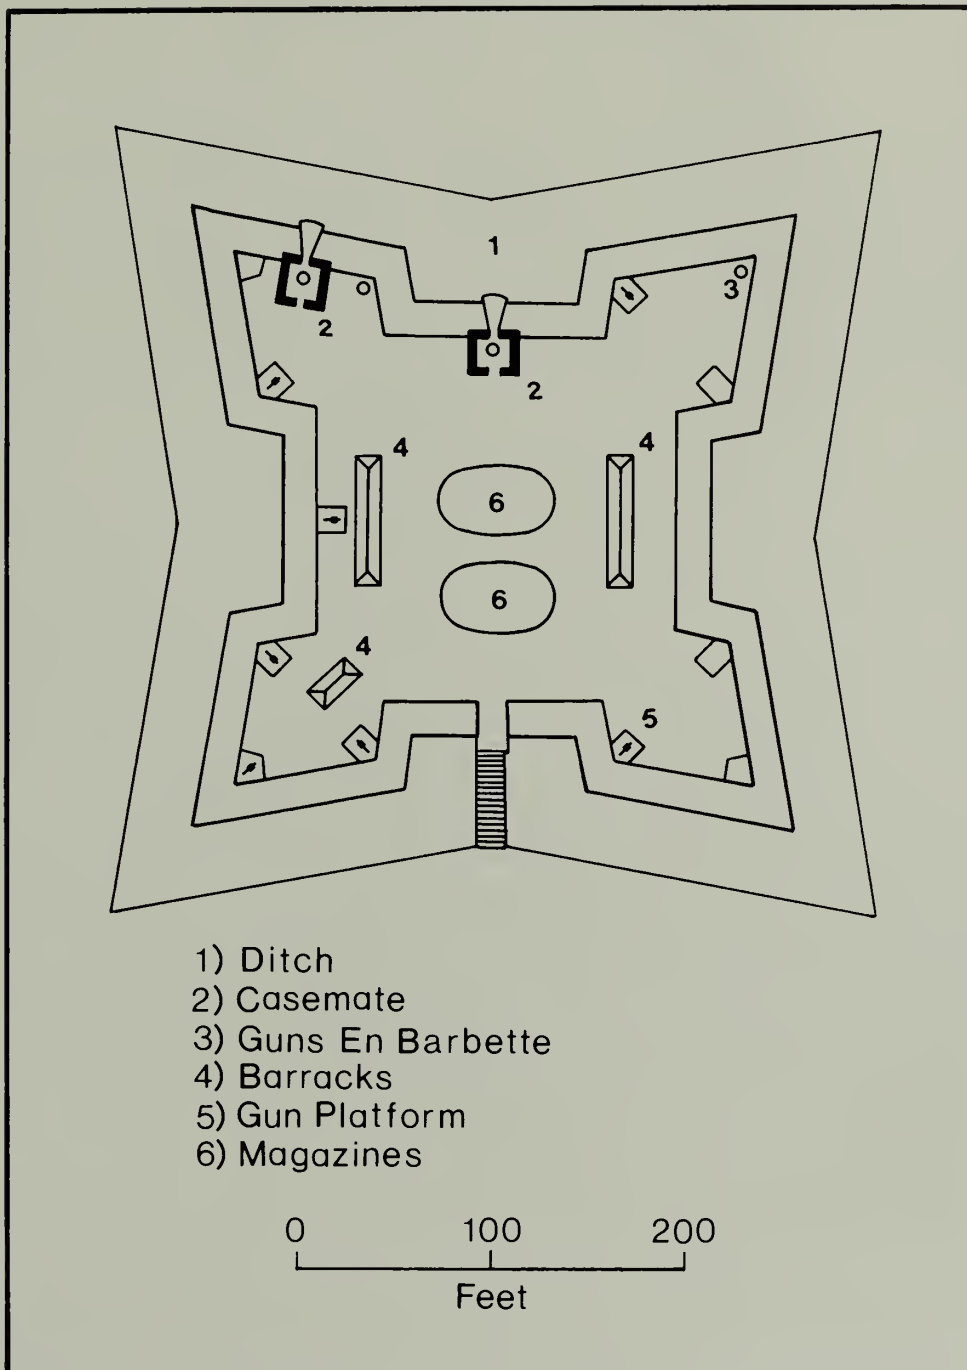 1
2
3
2
4
4
6
6
4
5
1) Ditch
2) Casemate
3) Guns En Barbette
4) Barracks
5) Gun Platform
6) Magazines
0 100 200
Feet